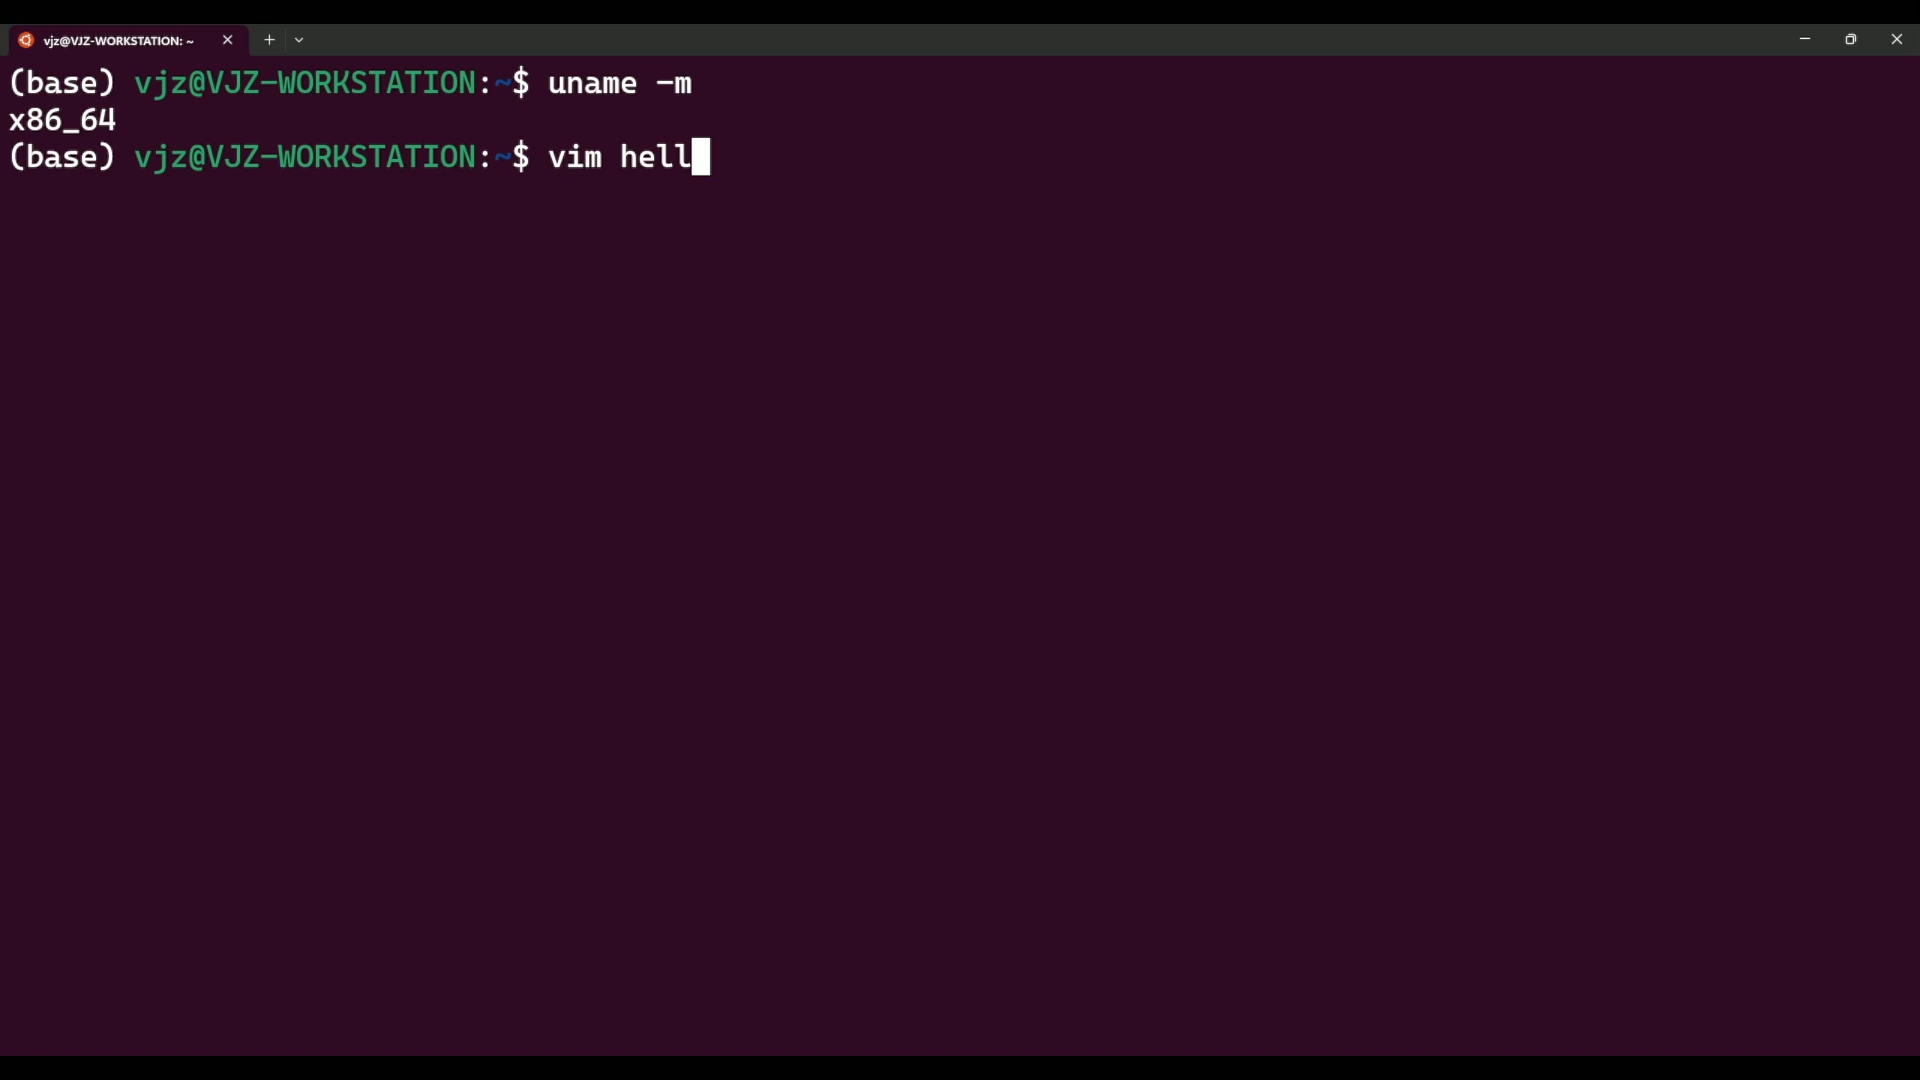 vjz@VJZ-WORKSTATION: ~
(base) vjz@VJZ-WORKSTATION:~$ uname -m
x86_64
(base) vjz@VJZ-WORKSTATION:~$ vim hell